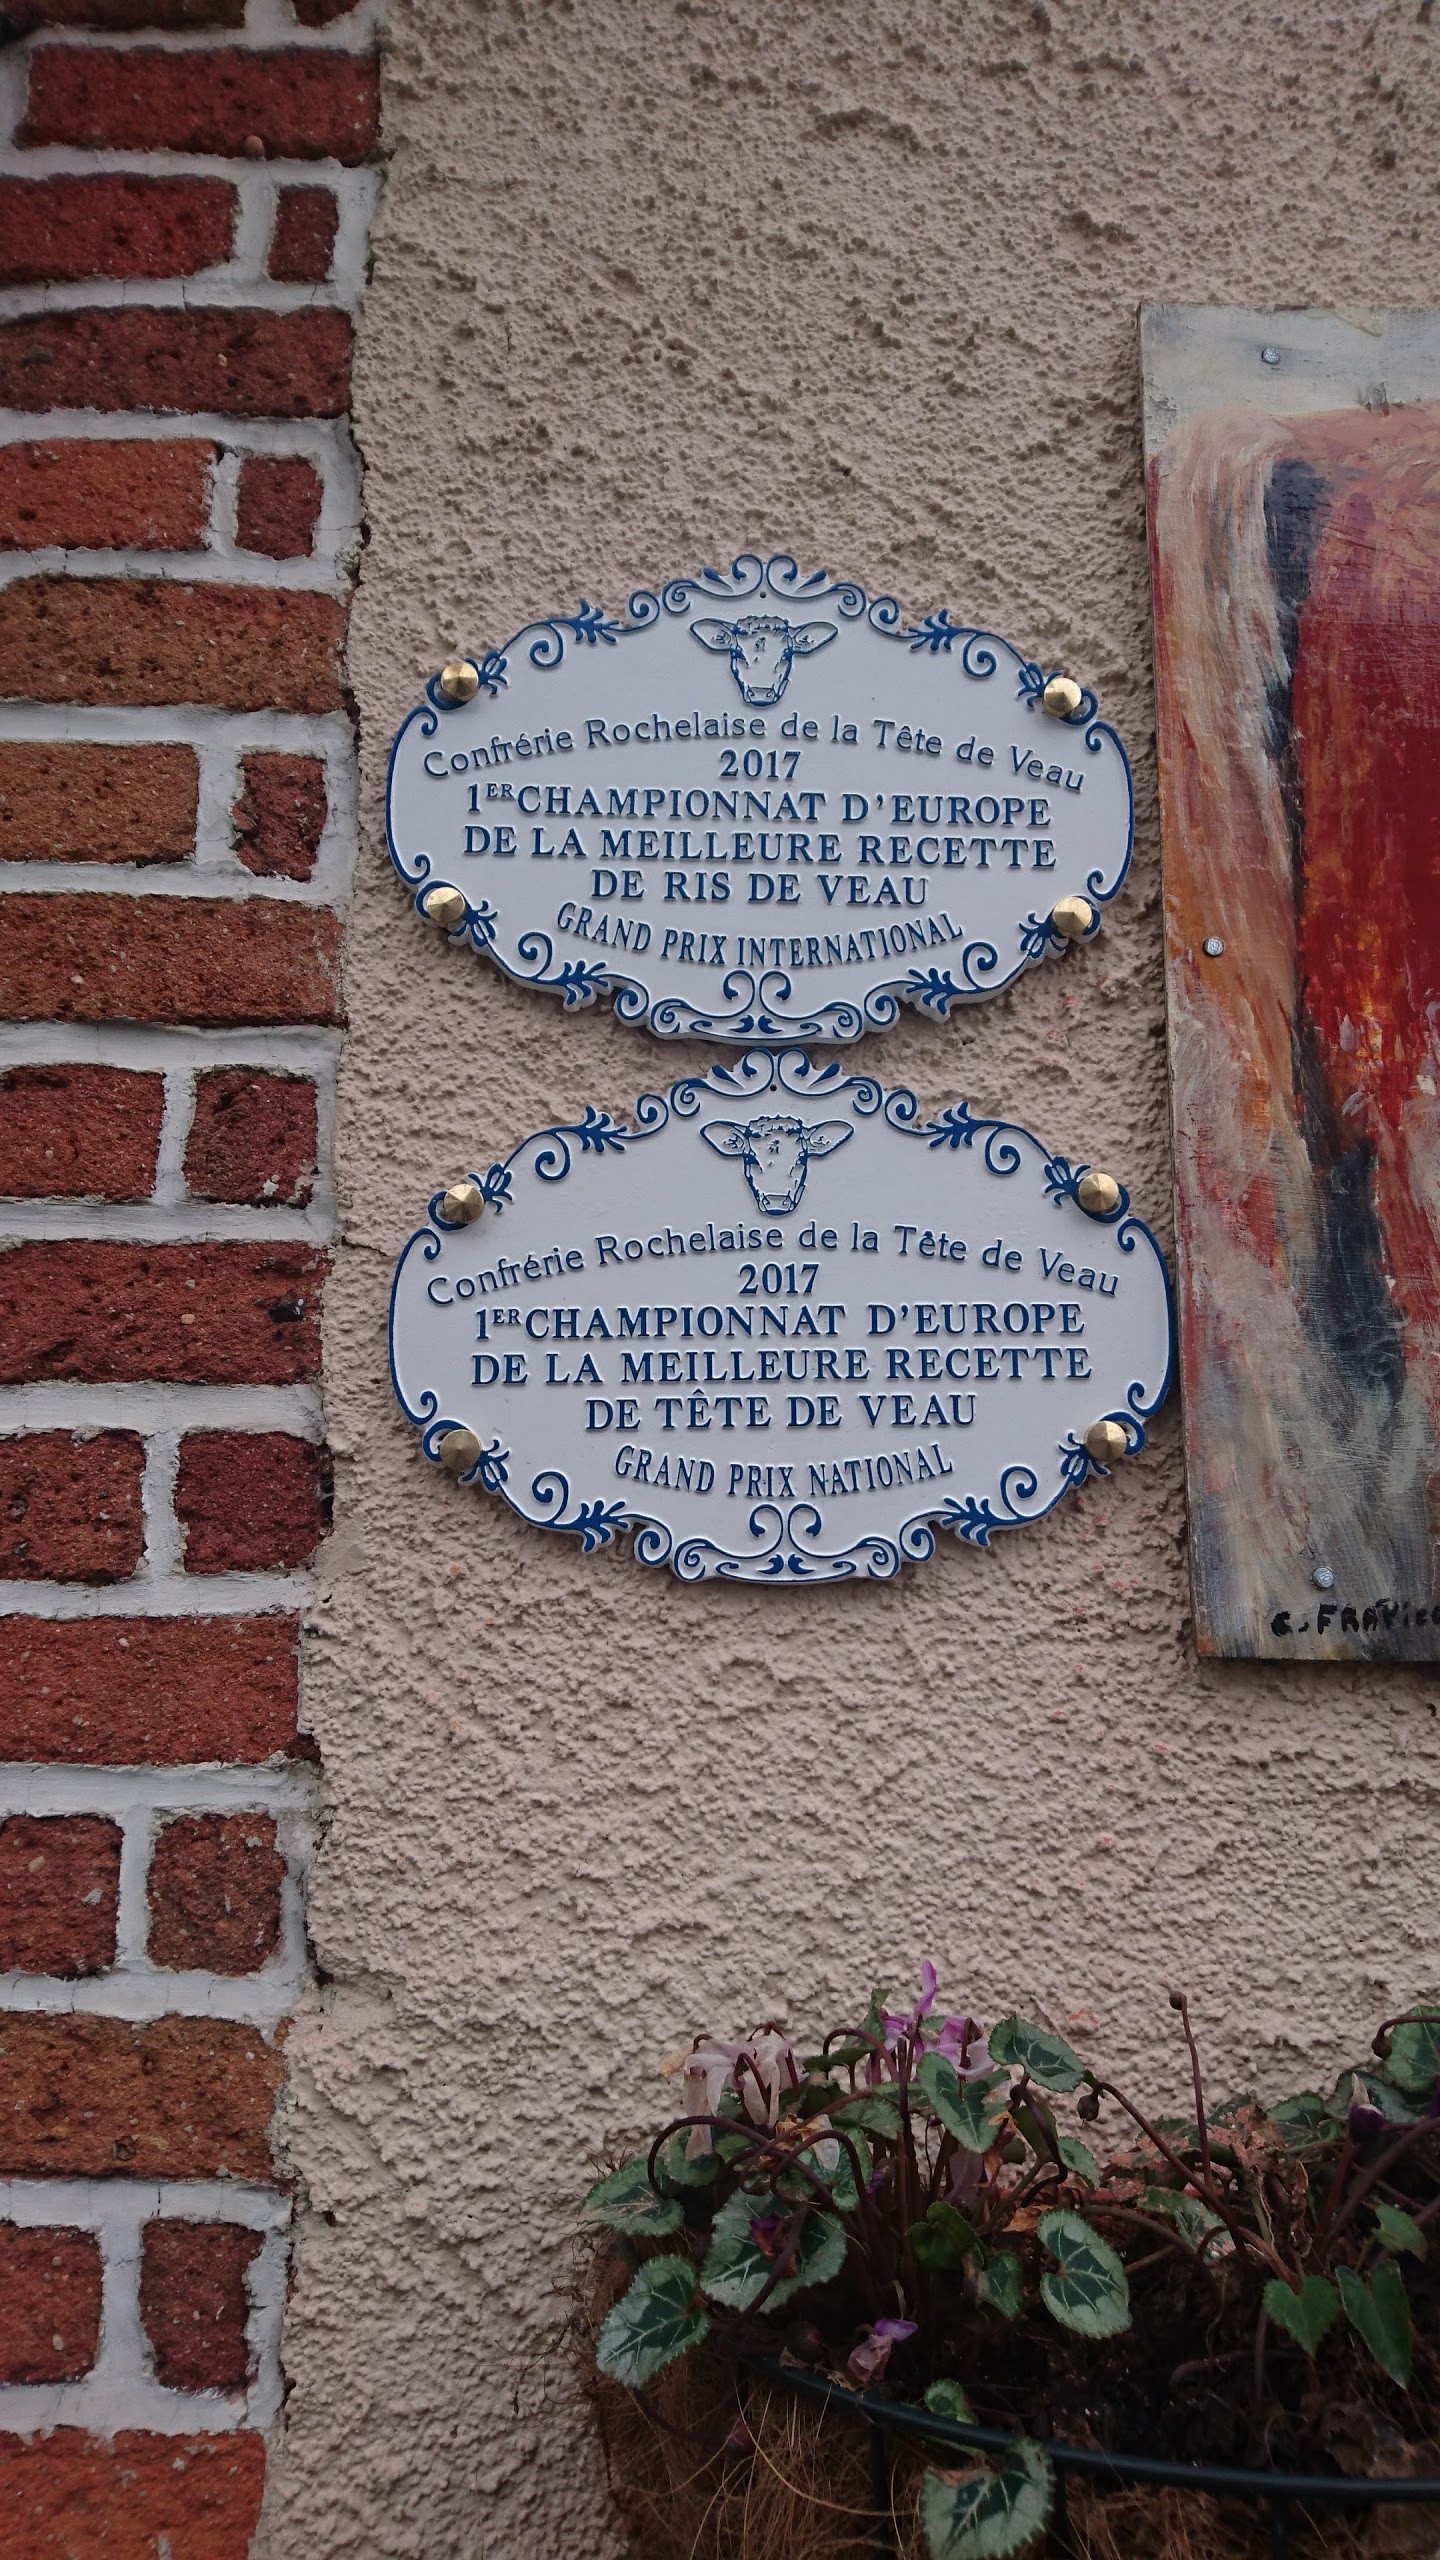 Confrérie Rochelaise de la Tête de Veau
2017
1ER CHAMPIONNAT D'EUROPE
DE LA MEILLEURE RECETTE
DE RIS DE VEAU
GRAND PRIX INTERNATIONAL
Confrérie Rochelaise de la Tête de Veau
2017
1ER CHAMPIONNAT D'EUROPE
DE LA MEILLEURE RECETTE
DE TÊTE DE VEAU
GRAND PRIX NATIONAL